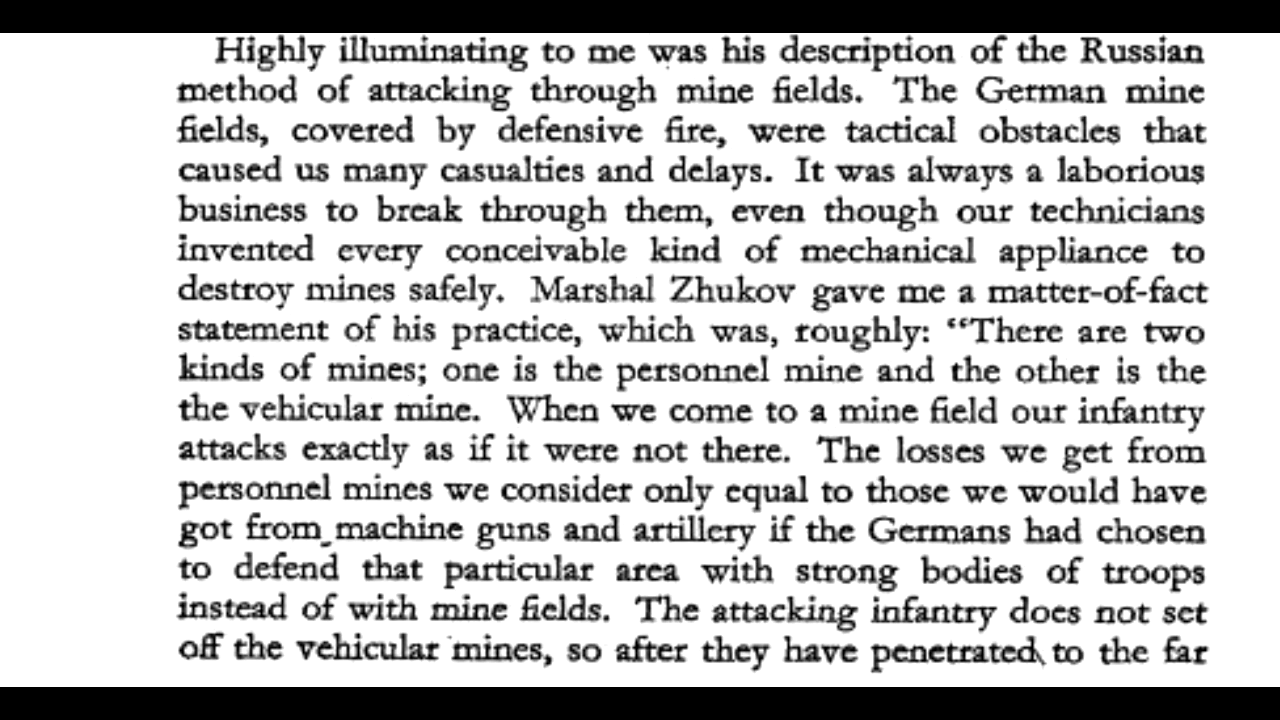 Highly illuminating to me was his description of the Russian
method of attacking through mine fields. The German mine
fields, covered by defensive fire, were tactical obstacles that
caused us many casualties and delays. It was always a laborious
business to break through them, even though our technicians
invented every conceivable kind of mechanical appliance to
destroy mines safely. Marshal Zhukov gave me a matter-of-fact
statement of his practice, which was, roughly: “There are two
kinds of mines; one is the personnel mine and the other is the
the vehicular mine. When we come to a mine field our infantry
attacks exactly as if it were not there. The losses we get from
personnel mines we consider only equal to those we would have
got from machine guns and artillery if the Germans had chosen
to defend that particular area with strong bodies of troops
instead of with mine fields. The attacking infantry does not set
off the vehicular mines, so after they have penetrated to the far